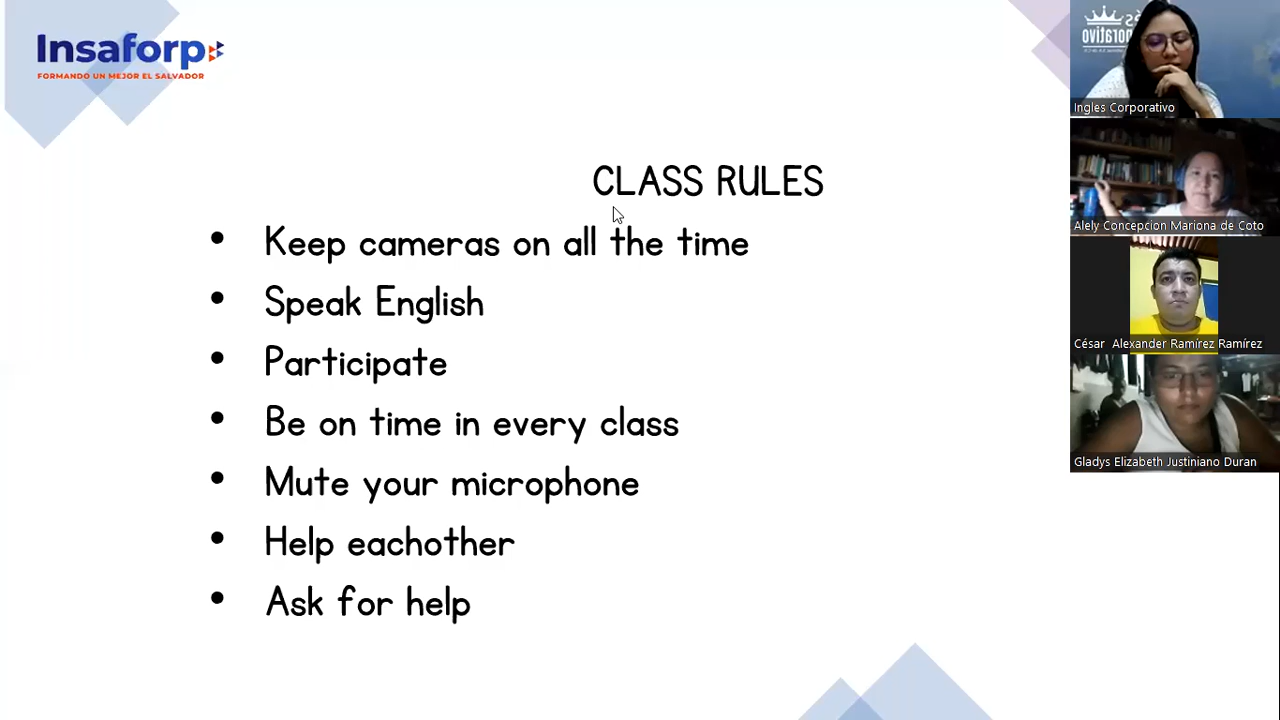 Insaforp
FORMANDO UN MEJOR EL SALVADOR
CLASS RULES
• Keep cameras on all the time
• Speak English
• Participate
• Be on time in every class
• Mute your microphone
• Help eachother
• Ask for help
Ingles Corporativo
Alely Concepcion Mariona de Coto
César Alexander Ramírez Ramírez
Gladys Elizabeth Justiniano Duran